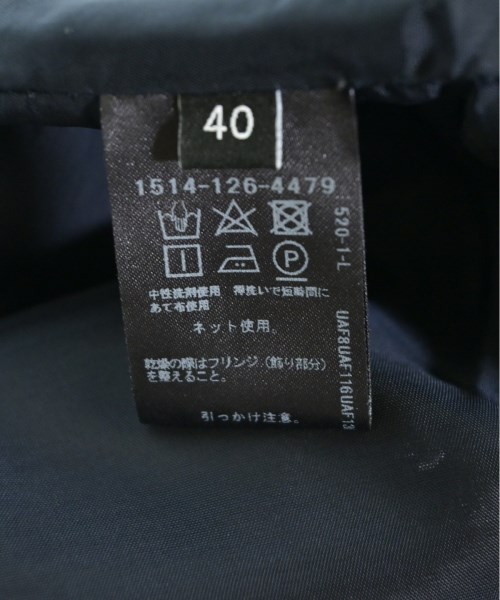 40
1514-126-4479
520-1-L
P
中性洗剤使用 薄洗いで短時間に
あて布使用
ネット使用。
乾燥の際はフリンジ(飾り部分)
を整えること。
引っかけ注意。
UAF8UAF116UAF13